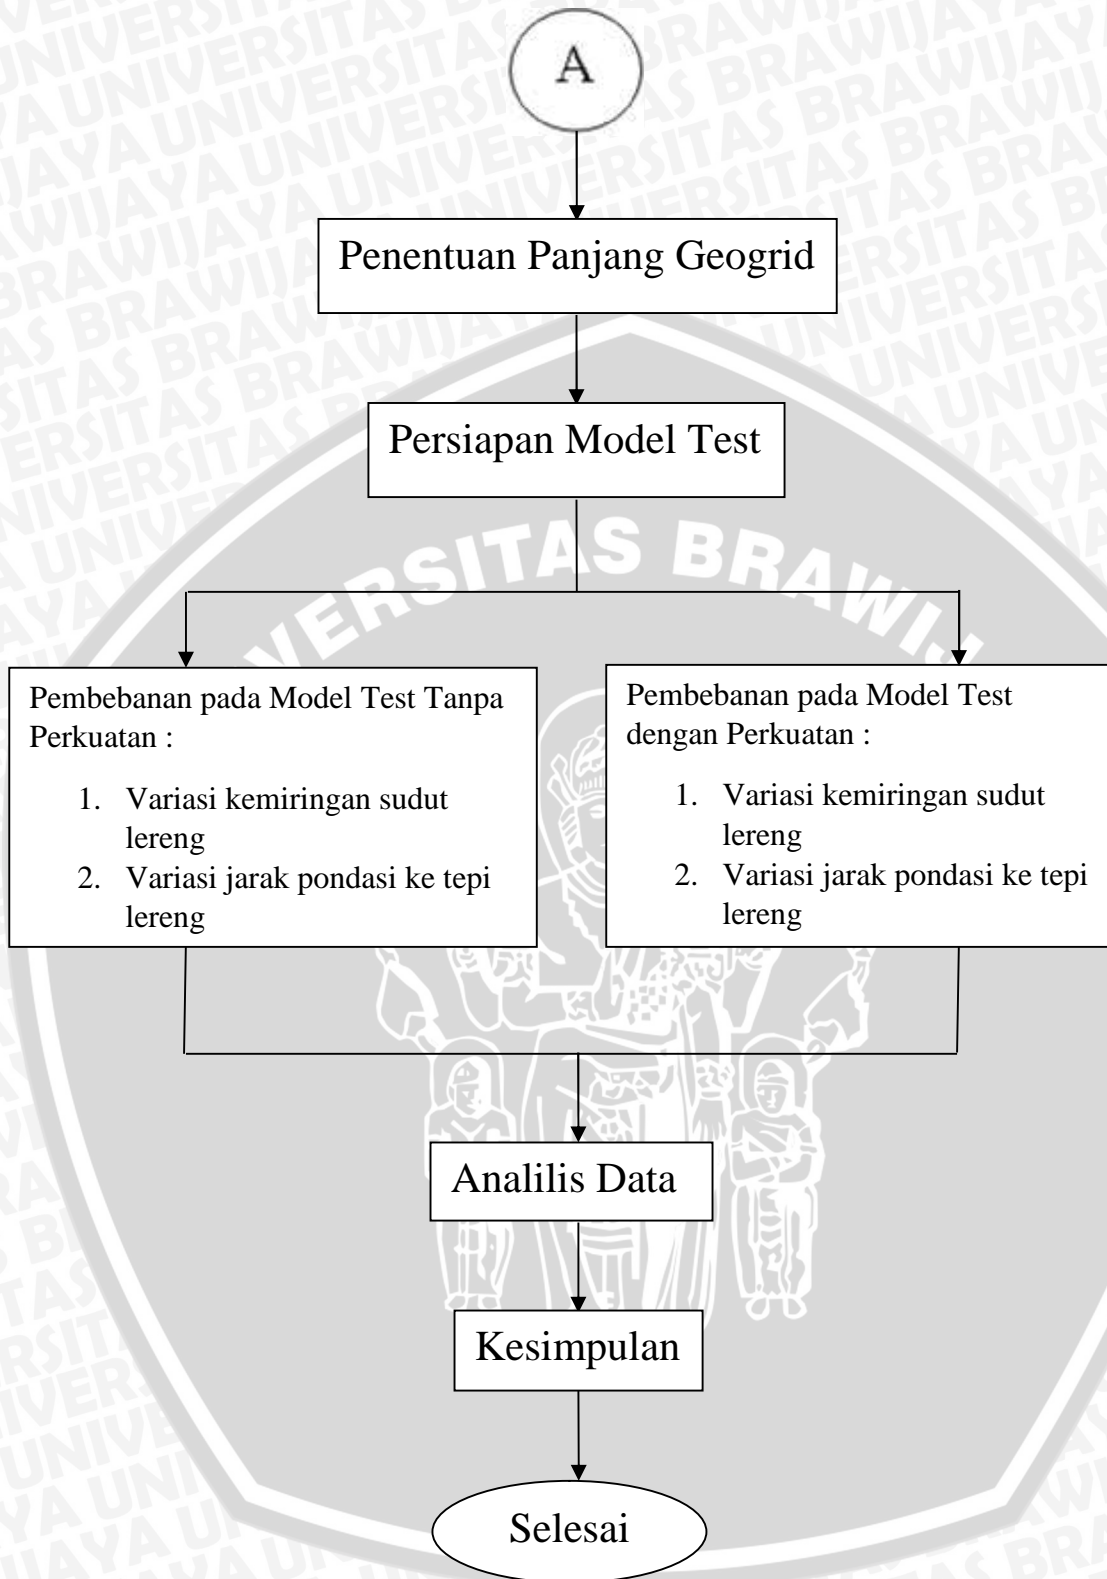 A
Penentuan Panjang Geogrid
Persiapan Model Test
Pembebanan pada Model Test Tanpa
Perkuatan :
1. Variasi kemiringan sudut
lereng
2. Variasi jarak pondasi ke tepi
lereng
Pembebanan pada Model Test
dengan Perkuatan :
1. Variasi kemiringan sudut
lereng
2. Variasi jarak pondasi ke tepi
lereng
Analilis Data
Kesimpulan
Selesai
VERSITAS BRAWIJ